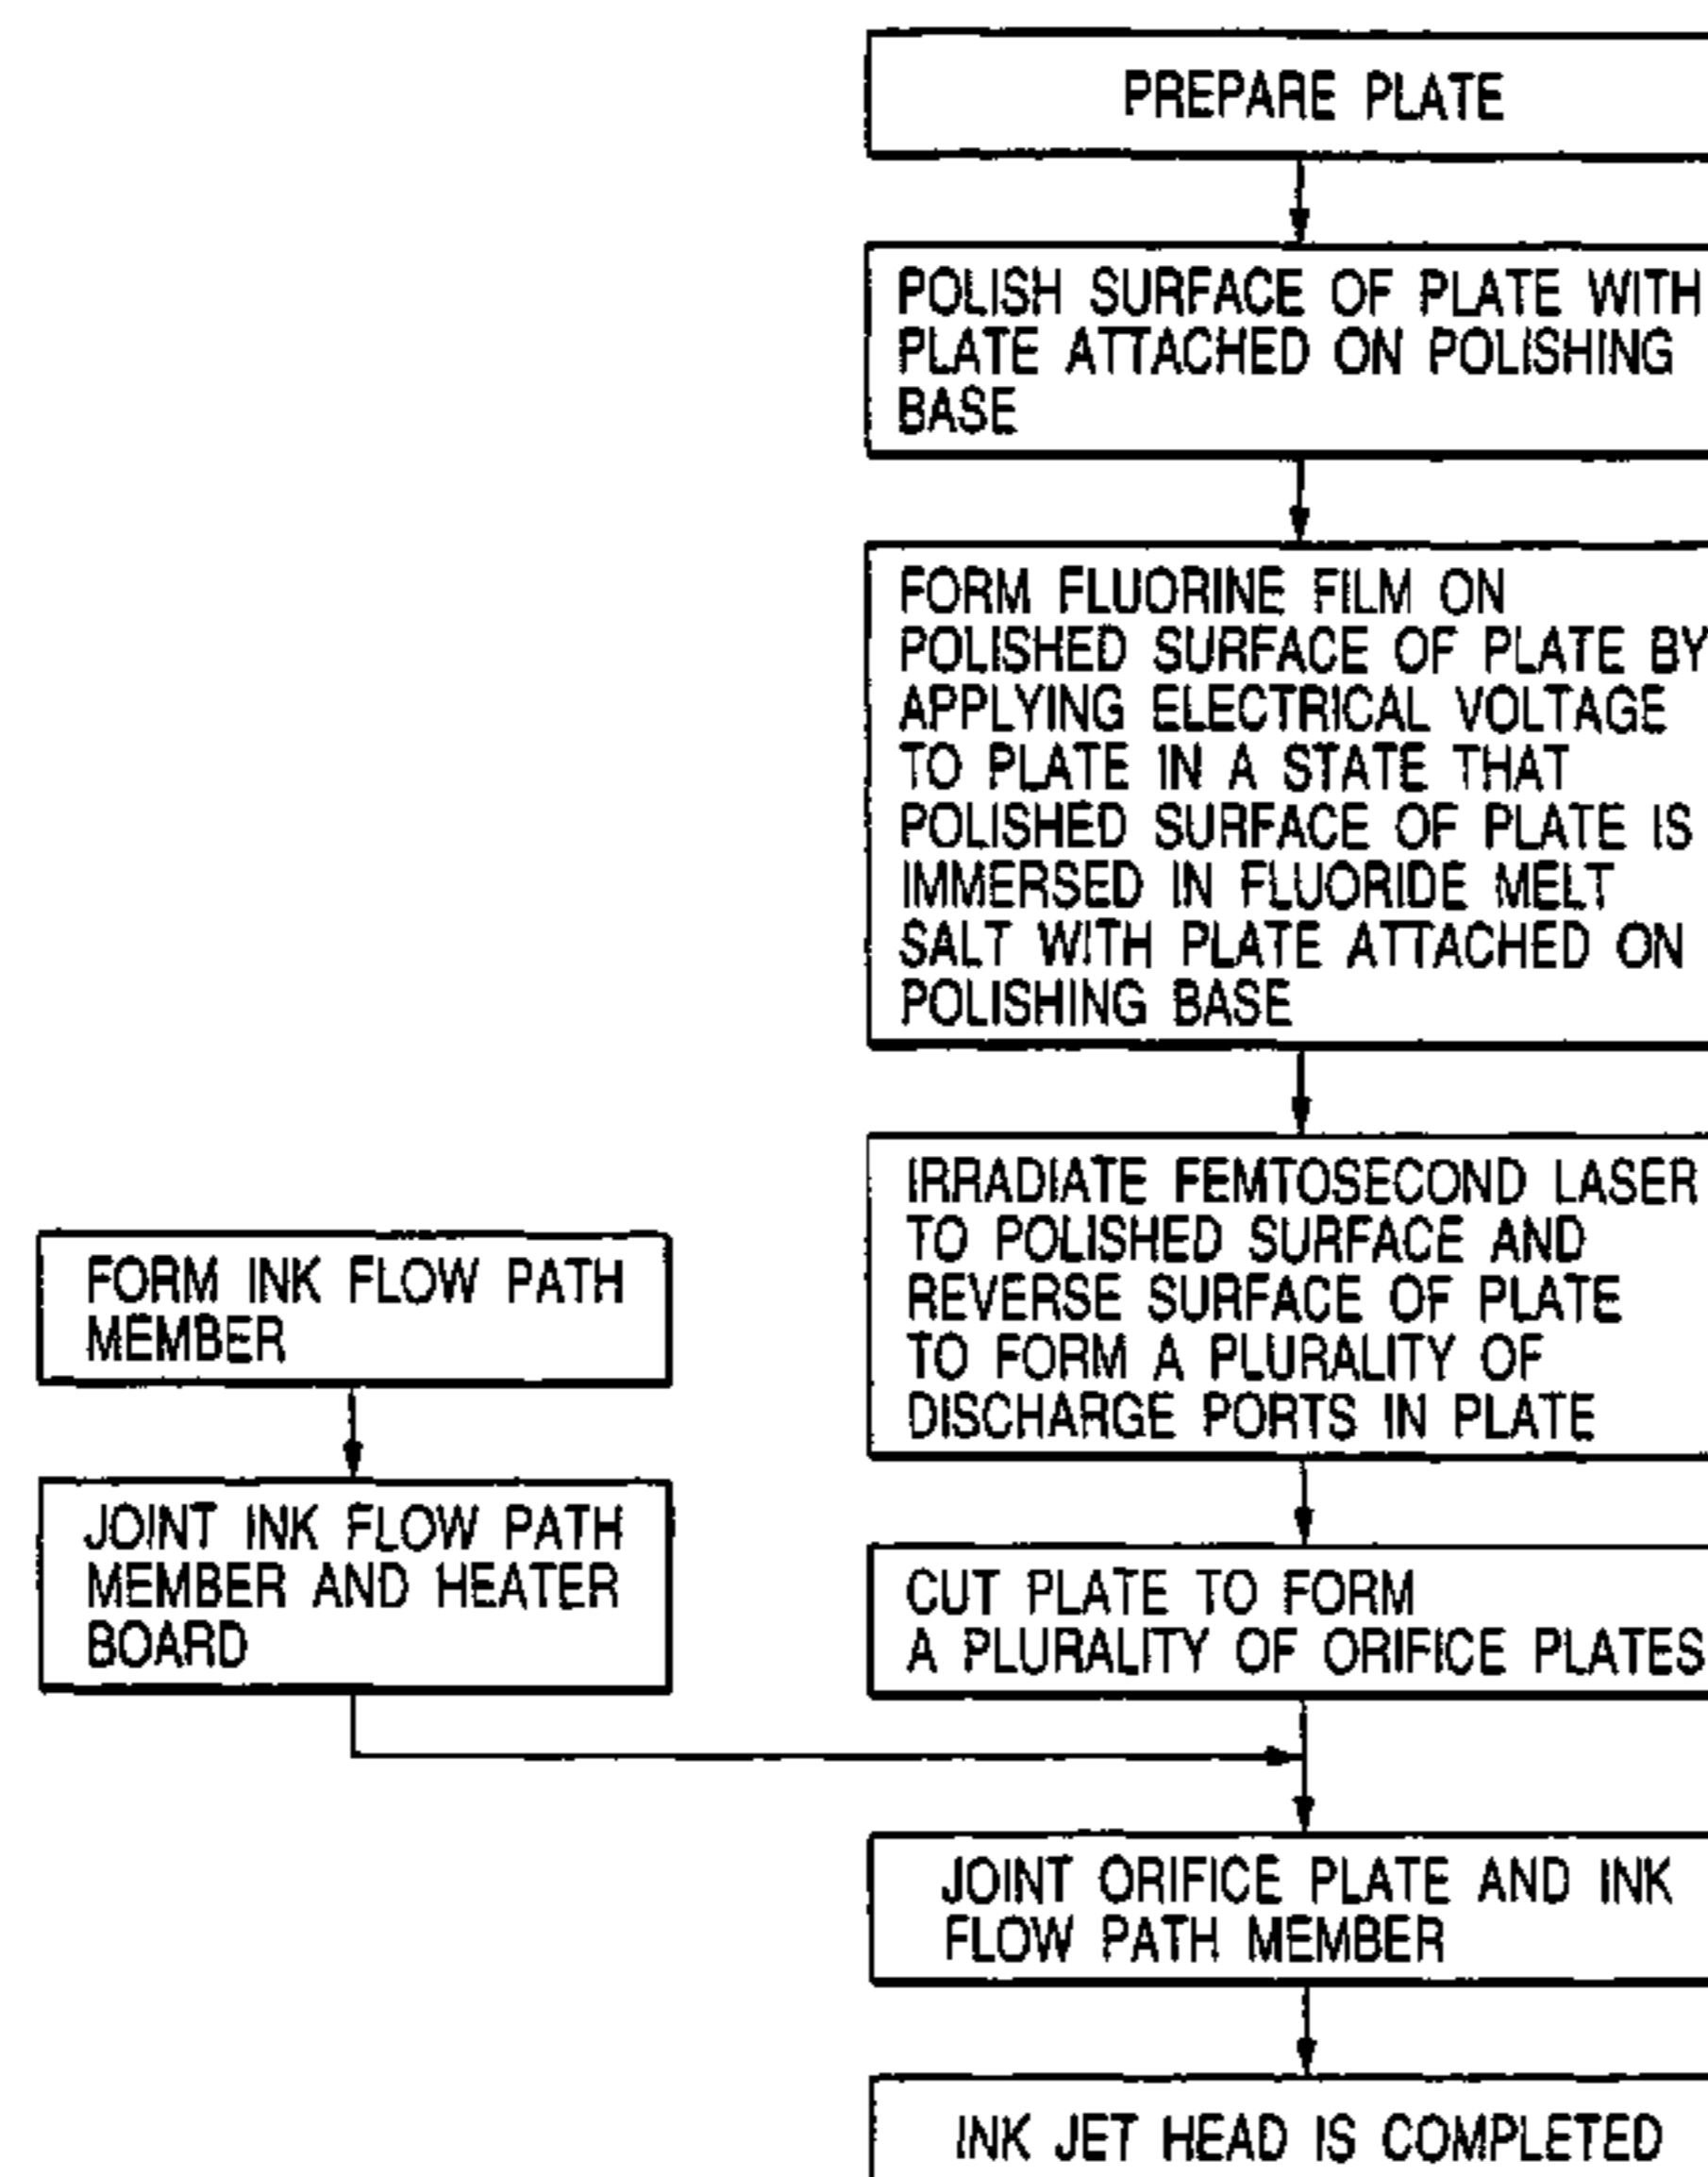 PREPARE PLATE
POLISH SURFACE OF PLATE WITH
PLATE ATTACHED ON POLISHING
BASE
FORM FLUORINE FILM ON
POLISHED SURFACE OF PLATE BY
APPLYING ELECTRICAL VOLTAGE
TO PLATE IN A STATE THAT
POLISHED SURFACE OF PLATE IS
IMMERSED IN FLUORIDE MELT
SALT WITH PLATE ATTACHED ON
POLISHING BASE
IRRADIATE FEMTOSECOND LASER
TO POLISHED SURFACE AND
REVERSE SURFACE OF PLATE
TO FORM A PLURALITY OF
DISCHARGE PORTS IN PLATE
FORM INK FLOW PATH
MEMBER
JOINT INK FLOW PATH
MEMBER AND HEATER
BOARD
CUT PLATE TO FORM
A PLURALITY OF ORIFICE PLATES
JOINT ORIFICE PLATE AND INK
FLOW PATH MEMBER
INK JET HEAD IS COMPLETED